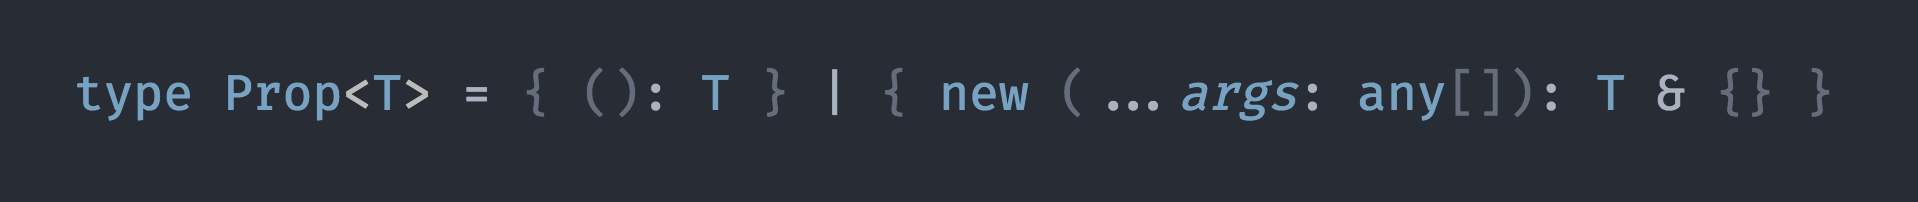 type Prop<T> = { (): T } | { new (...args: any[]): T & {} }